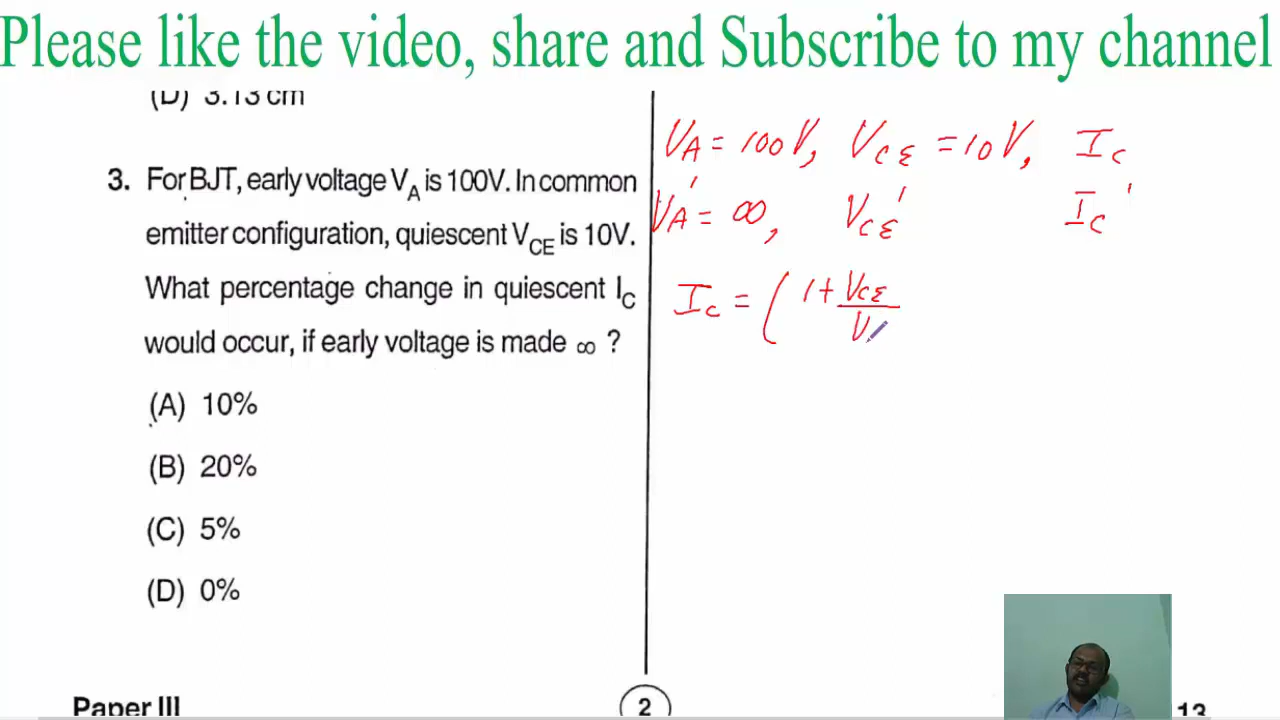 Please like the video, share and Subscribe to my channel
(D) 3.13 cm
3. For BJT, early voltage V_A is 100V. In common
emitter configuration, quiescent V_CE is 10V.
What percentage change in quiescent I_C
would occur, if early voltage is made ∞ ?
(A) 10%
(B) 20%
(C) 5%
(D) 0%
Paper III
2
13
V_A = 100V, V_CE = 10V, I_C
V_A' = ∞, V_CE' I_C'
I_C = ( 1 + V_CE / V